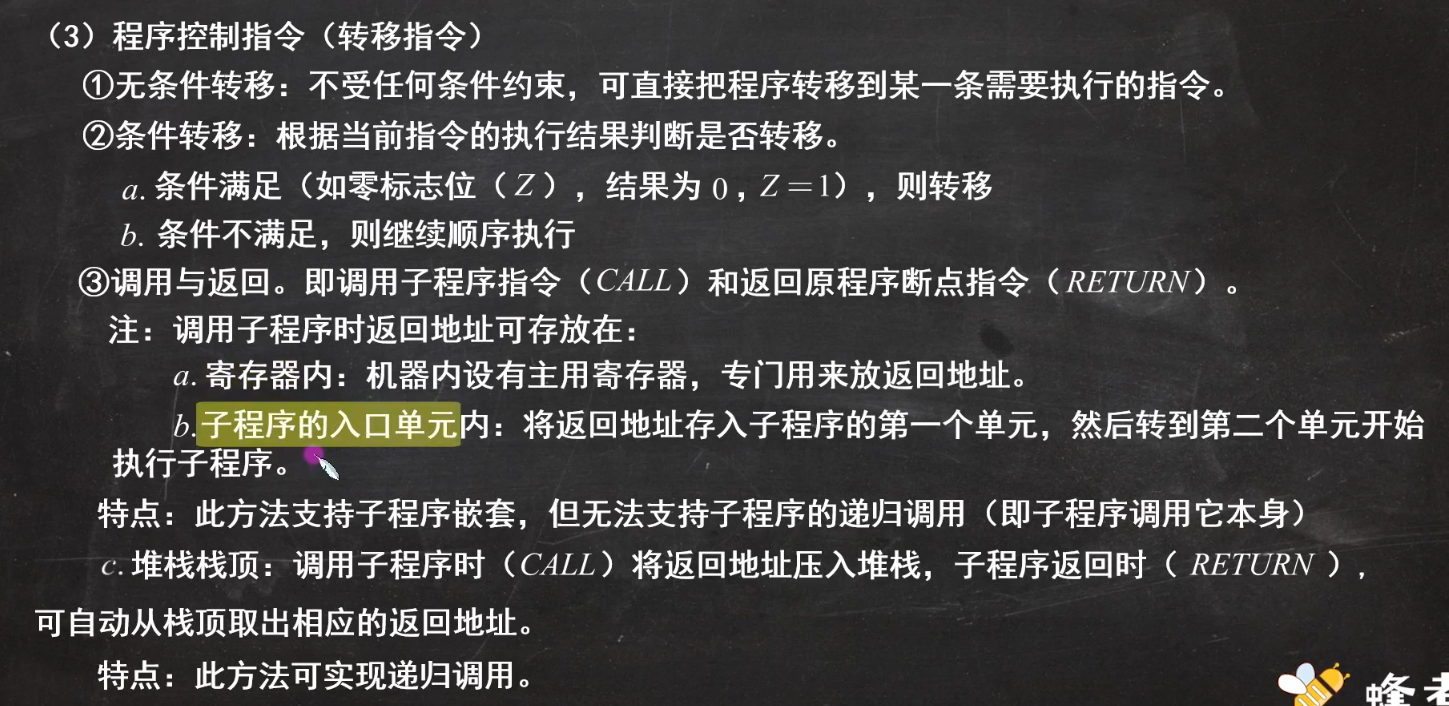 （3）程序控制指令（转移指令）
①无条件转移：不受任何条件约束，可直接把程序转移到某一条需要执行的指令。
②条件转移：根据当前指令的执行结果判断是否转移。
a. 条件满足（如零标志位（Z），结果为 0 , Z=1），则转移
b. 条件不满足，则继续顺序执行
③调用与返回。即调用子程序指令（CALL）和返回原程序断点指令（RETURN）。
注：调用子程序时返回地址可存放在：
a. 寄存器内：机器内设有主用寄存器，专门用来放返回地址。
b.子程序的入口单元内：将返回地址存入子程序的第一个单元，然后转到第二个单元开始
执行子程序。
特点：此方法支持子程序嵌套，但无法支持子程序的递归调用（即子程序调用它本身）
c. 堆栈栈顶：调用子程序时（CALL）将返回地址压入堆栈，子程序返回时（ RETURN ）,
可自动从栈顶取出相应的返回地址。
特点：此方法可实现递归调用。
蜂考